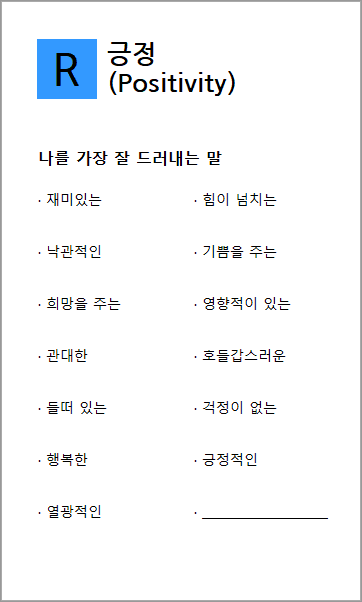 R
긍정
(Positivity)
나를 가장 잘 드러내는 말
· 재미있는
· 힘이 넘치는
· 낙관적인
· 기쁨을 주는
· 희망을 주는
· 영향적이 있는
· 관대한
· 호들갑스러운
· 들떠 있는
· 걱정이 없는
· 행복한
· 긍정적인
· 열광적인
· __________________